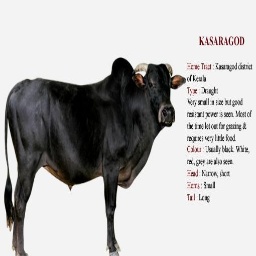 KASARAGOD
Home Tract : Kasaragod district
of Kerala
Type : Draught
Very small in size but good
resistant power is seen. Most of
the time let out for grazing &
requires very little food.
Colour : Usually black. White,
red, grey are also seen.
Head : Narrow, short
Horns : Small
Tail : Long